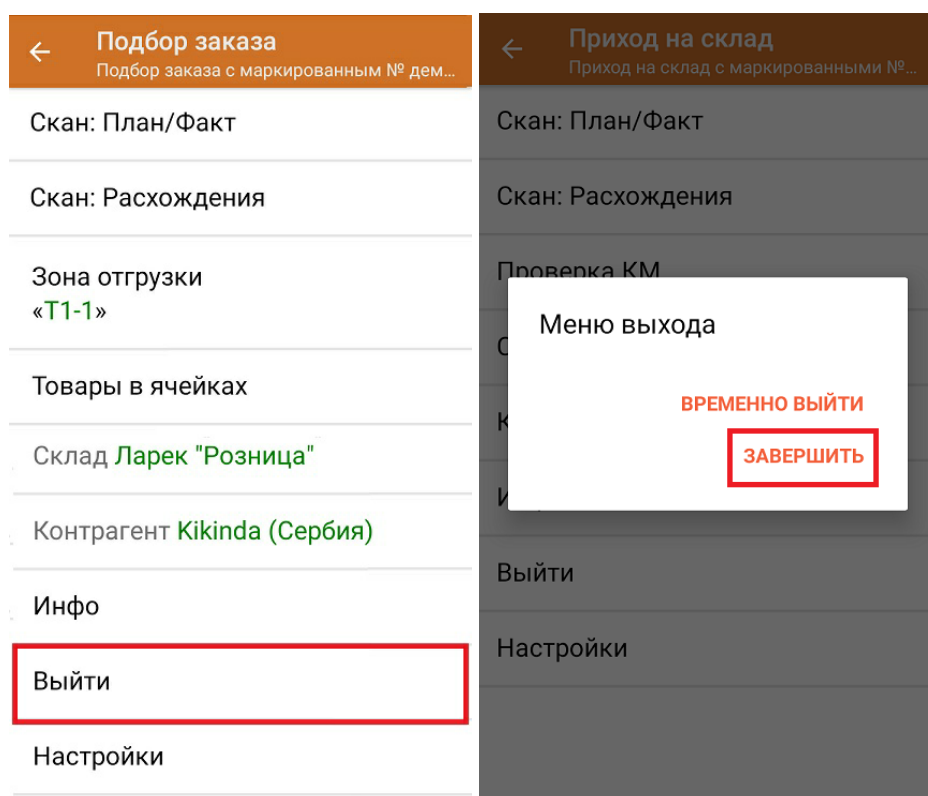 Подбор заказа
Подбор заказа с маркированным № дем...
Скан: План/Факт
Скан: Расхождения
Зона отгрузки
«Т1-1»
Товары в ячейках
Склад Ларек "Розница"
Контрагент Kikinda (Сербия)
Инфо
Выйти
Настройки
Приход на склад
Приход на склад с маркированными №...
Скан: План/Факт
Скан: Расхождения
Проверка КМ
Меню выхода
ВРЕМЕННО ВЫЙТИ
ЗАВЕРШИТЬ
Выйти
Настройки